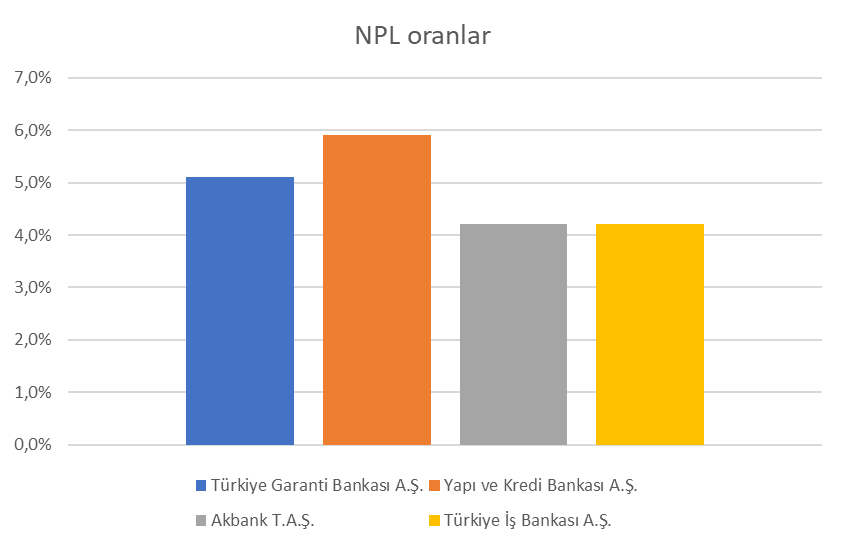 NPL oranlar
7,0%
6,0%
5,0%
4,0%
3,0%
2,0%
1,0%
0,0%
Türkiye Garanti Bankası A.Ş. Yapı ve Kredi Bankası A.Ş.
Akbank T.A.Ş. Türkiye İş Bankası A.Ş.